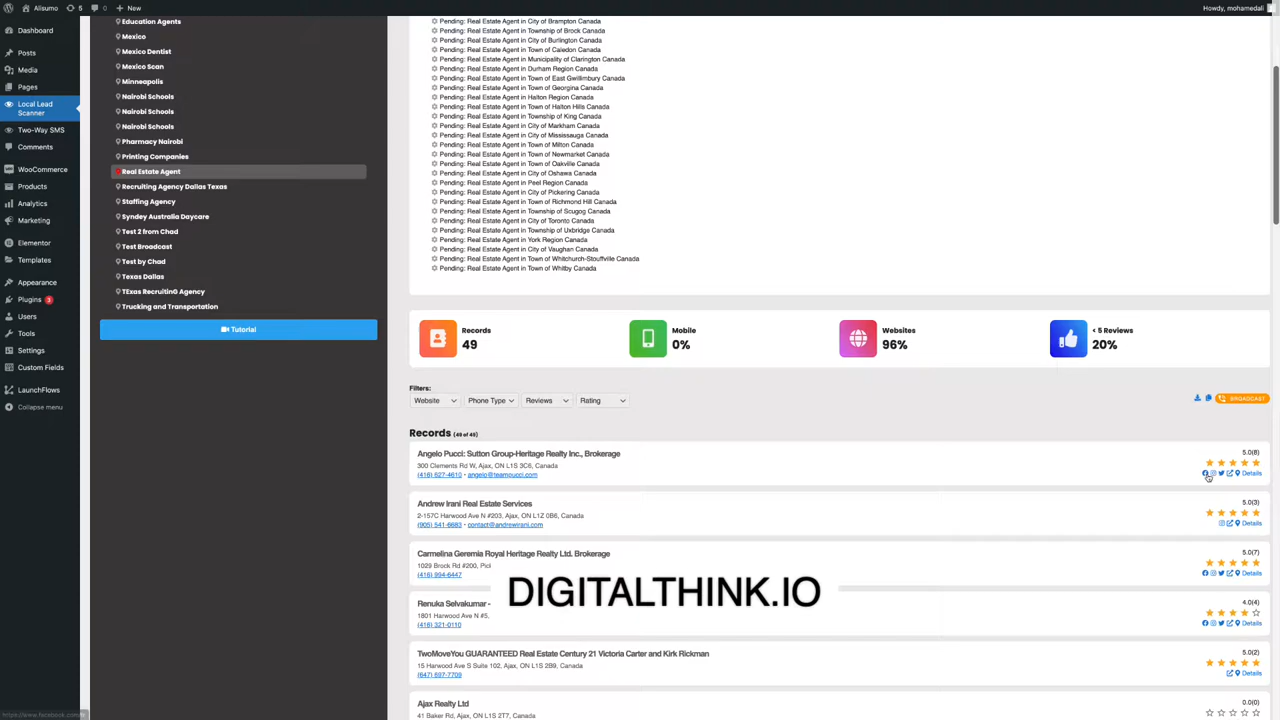 Ailsumo
5
0
New
Howdy, mohamedali
Dashboard
Posts
Media
Pages
Local Lead
Scanner
Two-Way SMS
Comments
WooCommerce
Products
Analytics
Marketing
Elementor
Templates
Appearance
Plugins 3
Users
Tools
Settings
Custom Fields
LaunchFlows
Collapse menu
Education Agents
Mexico
Mexico Dentist
Mexico Scan
Minneapolis
Nairobi Schools
Nairobi Schools
Nairobi Schools
Pharmacy Nairobi
Printing Companies
Real Estate Agent
Recruiting Agency Dallas Texas
Staffing Agency
Syndey Australia Daycare
Test 2 from Chad
Test Broadcast
Test by Chad
Texas Dallas
TExas RecruitinG Agency
Trucking and Transportation
Tutorial
Pending: Real Estate Agent in City of Brampton Canada
Pending: Real Estate Agent in Township of Brock Canada
Pending: Real Estate Agent in City of Burlington Canada
Pending: Real Estate Agent in Town of Caledon Canada
Pending: Real Estate Agent in Municipality of Clarington Canada
Pending: Real Estate Agent in Durham Region Canada
Pending: Real Estate Agent in Town of East Gwillimbury Canada
Pending: Real Estate Agent in Town of Georgina Canada
Pending: Real Estate Agent in Halton Region Canada
Pending: Real Estate Agent in Town of Halton Hills Canada
Pending: Real Estate Agent in Township of King Canada
Pending: Real Estate Agent in City of Markham Canada
Pending: Real Estate Agent in City of Mississauga Canada
Pending: Real Estate Agent in Town of Milton Canada
Pending: Real Estate Agent in Town of Newmarket Canada
Pending: Real Estate Agent in Town of Oakville Canada
Pending: Real Estate Agent in City of Oshawa Canada
Pending: Real Estate Agent in Peel Region Canada
Pending: Real Estate Agent in City of Pickering Canada
Pending: Real Estate Agent in Town of Richmond Hill Canada
Pending: Real Estate Agent in Township of Scugog Canada
Pending: Real Estate Agent in City of Toronto Canada
Pending: Real Estate Agent in Township of Uxbridge Canada
Pending: Real Estate Agent in York Region Canada
Pending: Real Estate Agent in City of Vaughan Canada
Pending: Real Estate Agent in Town of Whitchurch-Stouffville Canada
Pending: Real Estate Agent in Town of Whitby Canada
Records
49
Mobile
0%
Websites
96%
< 5 Reviews
20%
Filters:
Website Phone Type Reviews Rating
BROADCAST
Records (49 of 49)
Angelo Pucci: Sutton Group-Heritage Realty Inc., Brokerage
300 Clements Rd W, Ajax, ON L1S 3C6, Canada
(416) 627-4610 • angelo@teampucci.com
5.0(8)
Details
Andrew Irani Real Estate Services
2-157C Harwood Ave N #203, Ajax, ON L1Z 0B6, Canada
(905) 541-6683 • contact@andrewirani.com
5.0(3)
Details
Carmelina Geremia Royal Heritage Realty Ltd. Brokerage
1029 Brock Rd #200, Pic
(416) 994-6447
5.0(7)
Details
DIGITALTHINK.IO
Renuka Selvakumar -
1801 Harwood Ave N #5,
(416) 321-0110
4.0(4)
Details
TwoMoveYou GUARANTEED Real Estate Century 21 Victoria Carter and Kirk Rickman
15 Harwood Ave S Suite 102, Ajax, ON L1S 2B9, Canada
(647) 697-7709
5.0(2)
Details
Ajax Realty Ltd
41 Baker Rd, Ajax, ON L1S 2T7, Canada
0.0(0)